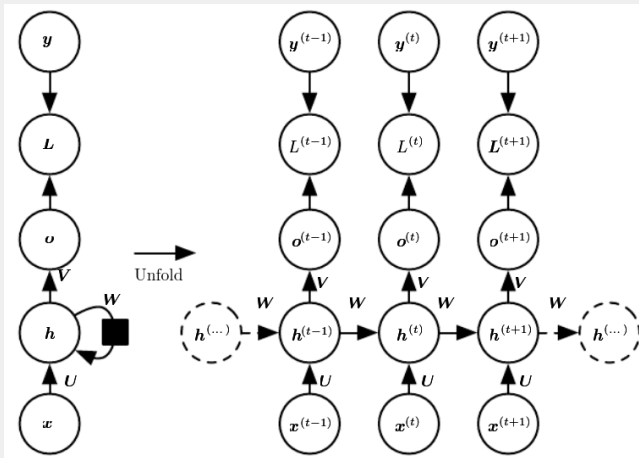 y y^(t−1) y^(t) y^(t+1)
L L^(t−1) L^(t) L^(t+1)
o o^(t−1) o^(t) o^(t+1)
V Unfold V V V
W W W W W
h h^(...) h^(t−1) h^(t) h^(t+1) h^(...)
U U U U
x x^(t−1) x^(t) x^(t+1)